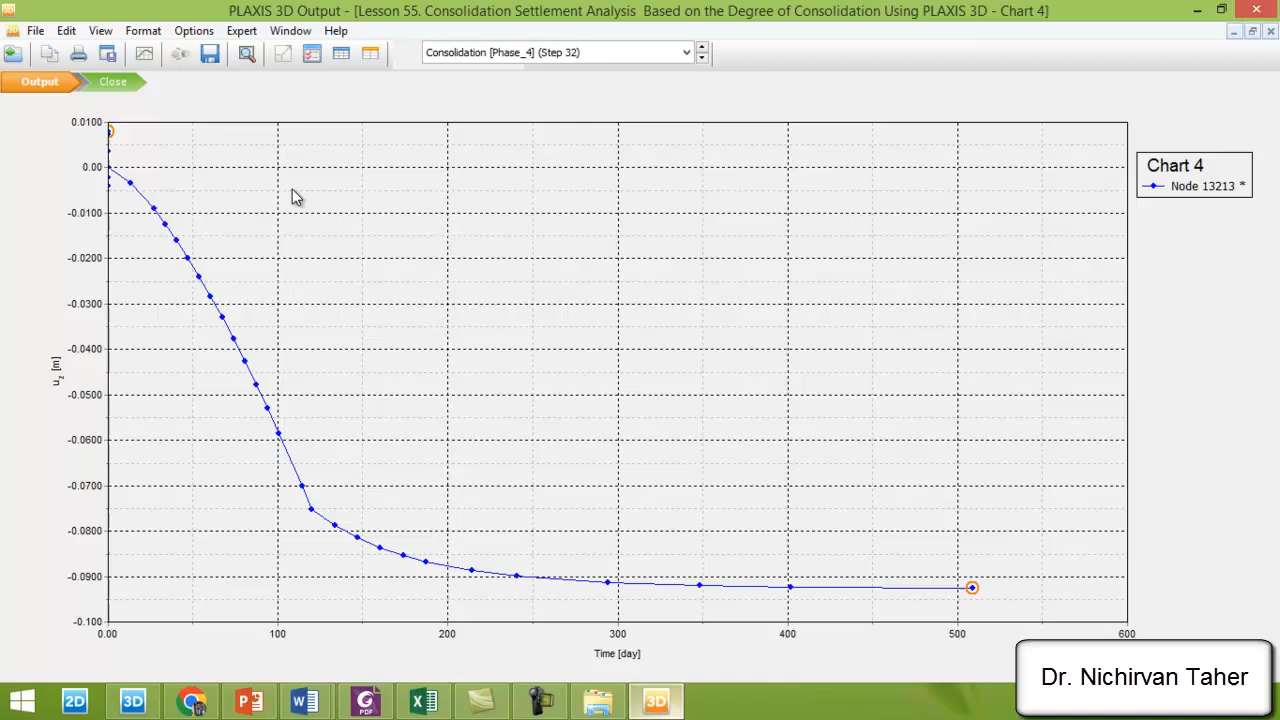 PLAXIS 3D Output - [Lesson 55. Consolidation Settlement Analysis  Based on the Degree of Consolidation Using PLAXIS 3D - Chart 4]
File Edit View Format Options Expert Window Help
Consolidation [Phase_4] (Step 32)
Output Close
0.0100
0.00
-0.0100
-0.0200
-0.0300
-0.0400
-0.0500
-0.0600
-0.0700
-0.0800
-0.0900
-0.100
uz [m]
Chart 4
Node 13213 *
0.00 100 200 300 400 500 600
Time [day]
Dr. Nichirvan Taher
2D 3D P W PDF X 3D